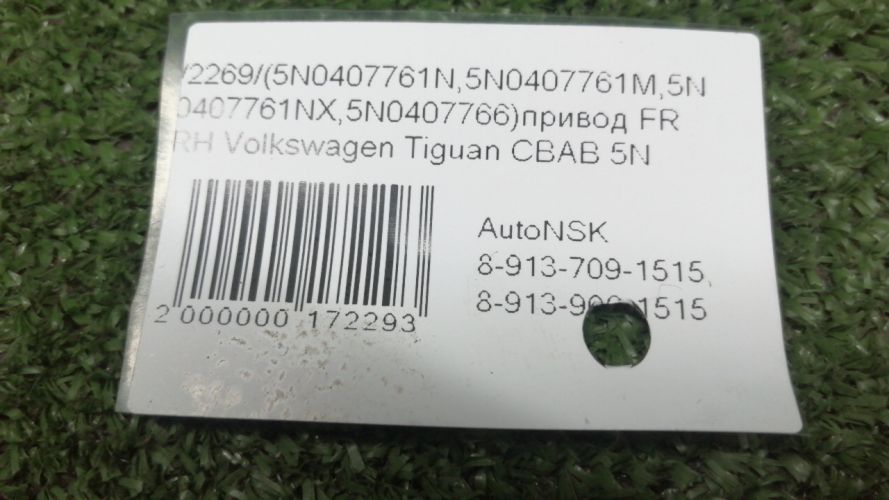 /2269/(5N0407761N,5N0407761M,5N
0407761NX,5N0407766)привод FR
RH Volkswagen Tiguan CBAB 5N
AutoNSK
8-913-709-1515,
2 000000 172293